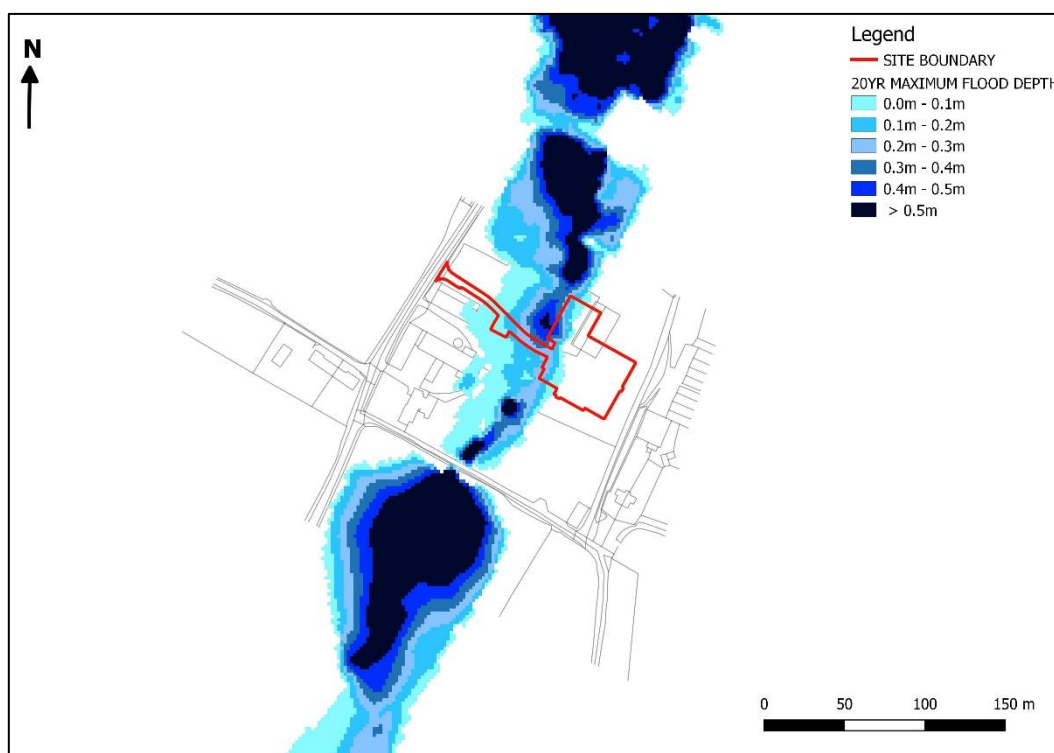 N
Legend
SITE BOUNDARY
20YR MAXIMUM FLOOD DEPTH
0.0m - 0.1m
0.1m - 0.2m
0.2m - 0.3m
0.3m - 0.4m
0.4m - 0.5m
> 0.5m
0 50 100 150 m